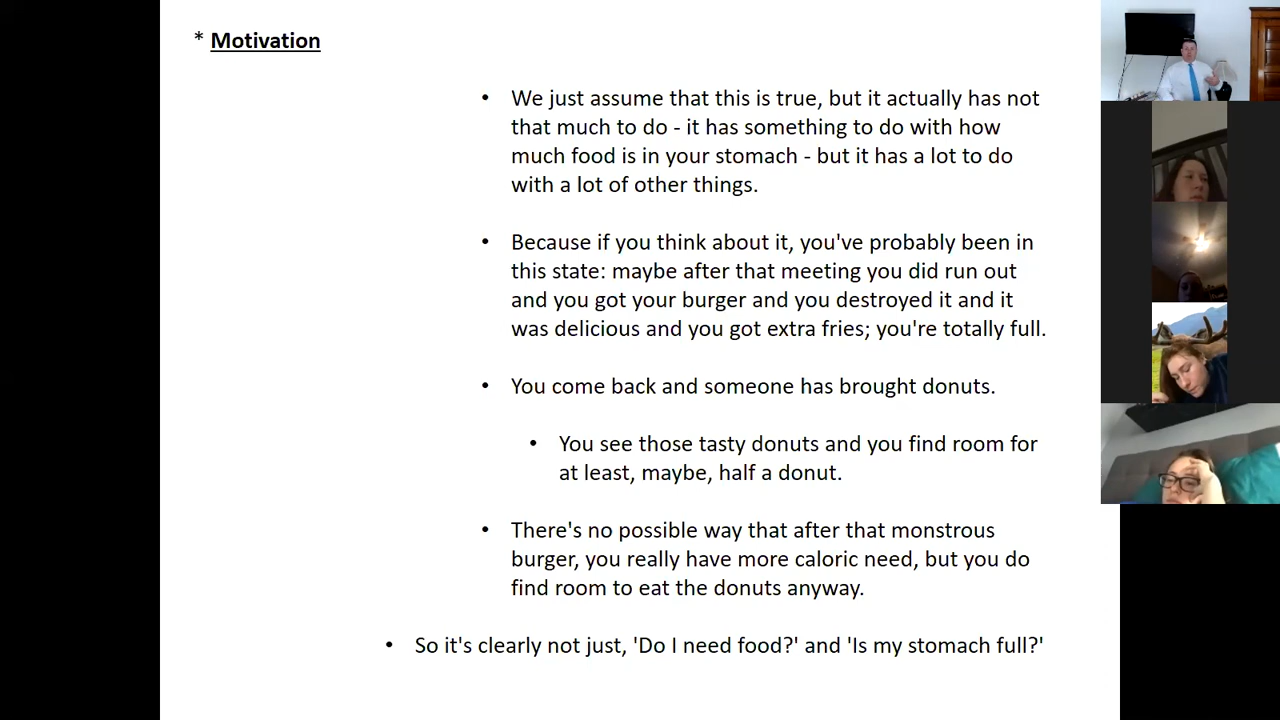 * Motivation
• We just assume that this is true, but it actually has not
that much to do - it has something to do with how
much food is in your stomach - but it has a lot to do
with a lot of other things.
• Because if you think about it, you've probably been in
this state: maybe after that meeting you did run out
and you got your burger and you destroyed it and it
was delicious and you got extra fries; you're totally full.
• You come back and someone has brought donuts.
• You see those tasty donuts and you find room for
at least, maybe, half a donut.
• There's no possible way that after that monstrous
burger, you really have more caloric need, but you do
find room to eat the donuts anyway.
• So it's clearly not just, 'Do I need food?' and 'Is my stomach full?'